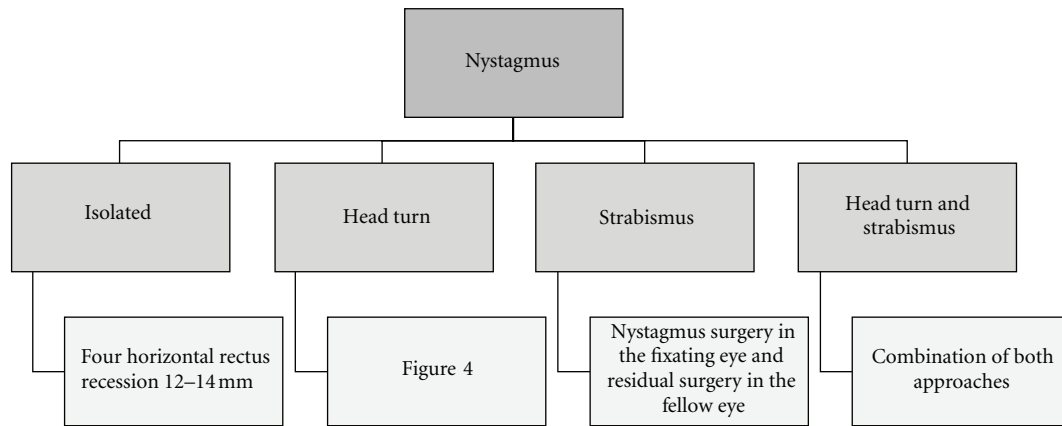 Nystagmus
Isolated
Head turn
Strabismus
Head turn and
strabismus
Four horizontal rectus
recession 12–14 mm
Figure 4
Nystagmus surgery in
the fixating eye and
residual surgery in the
fellow eye
Combination of both
approaches